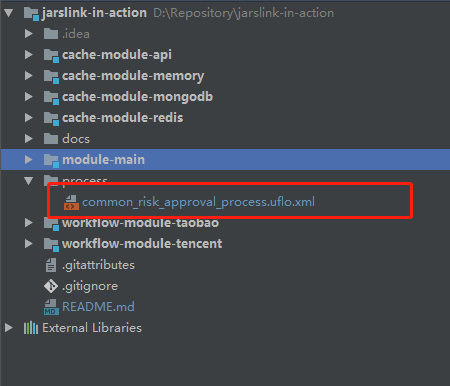 jarslink-in-action D:\Repository\jarslink-in-action
.idea
cache-module-api
cache-module-memory
cache-module-mongodb
cache-module-redis
docs
module-main
process
common_risk_approval_process.uflo.xml
workflow-module-taobao
workflow-module-tencent
.gitattributes
.gitignore
README.md
External Libraries